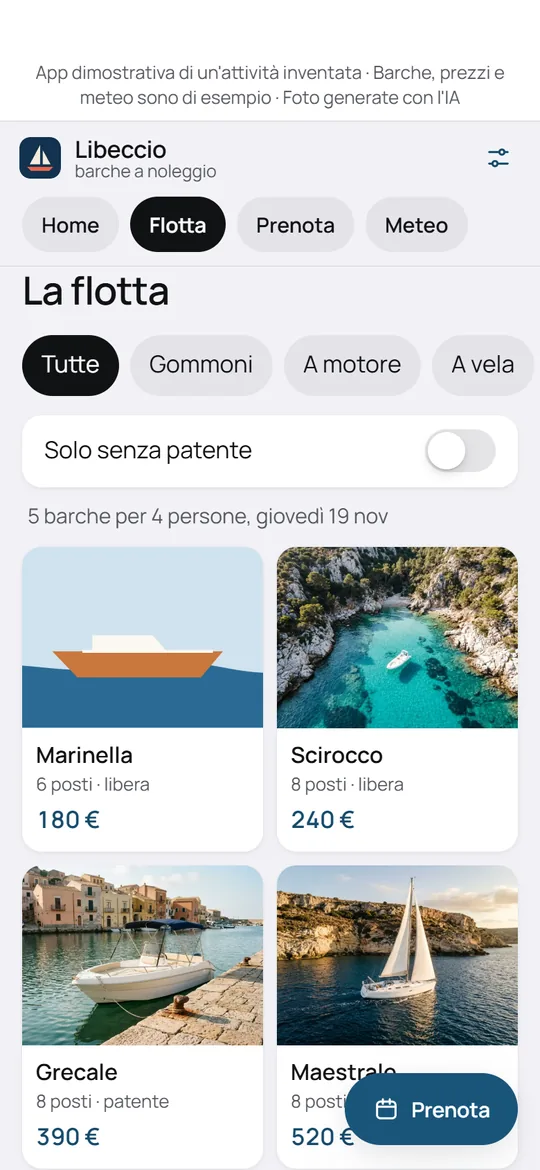 App dimostrativa di un'attività inventata · Barche, prezzi e
meteo sono di esempio · Foto generate con l'IA
Libeccio
barche a noleggio
Home
Flotta
Prenota
Meteo
La flotta
Tutte
Gommoni
A motore
A vela
Solo senza patente
5 barche per 4 persone, giovedì 19 nov
Marinella
6 posti · libera
180 €
Scirocco
8 posti · libera
240 €
Grecale
8 posti · patente
390 €
Maestrale
8 posti
520 €
Prenota